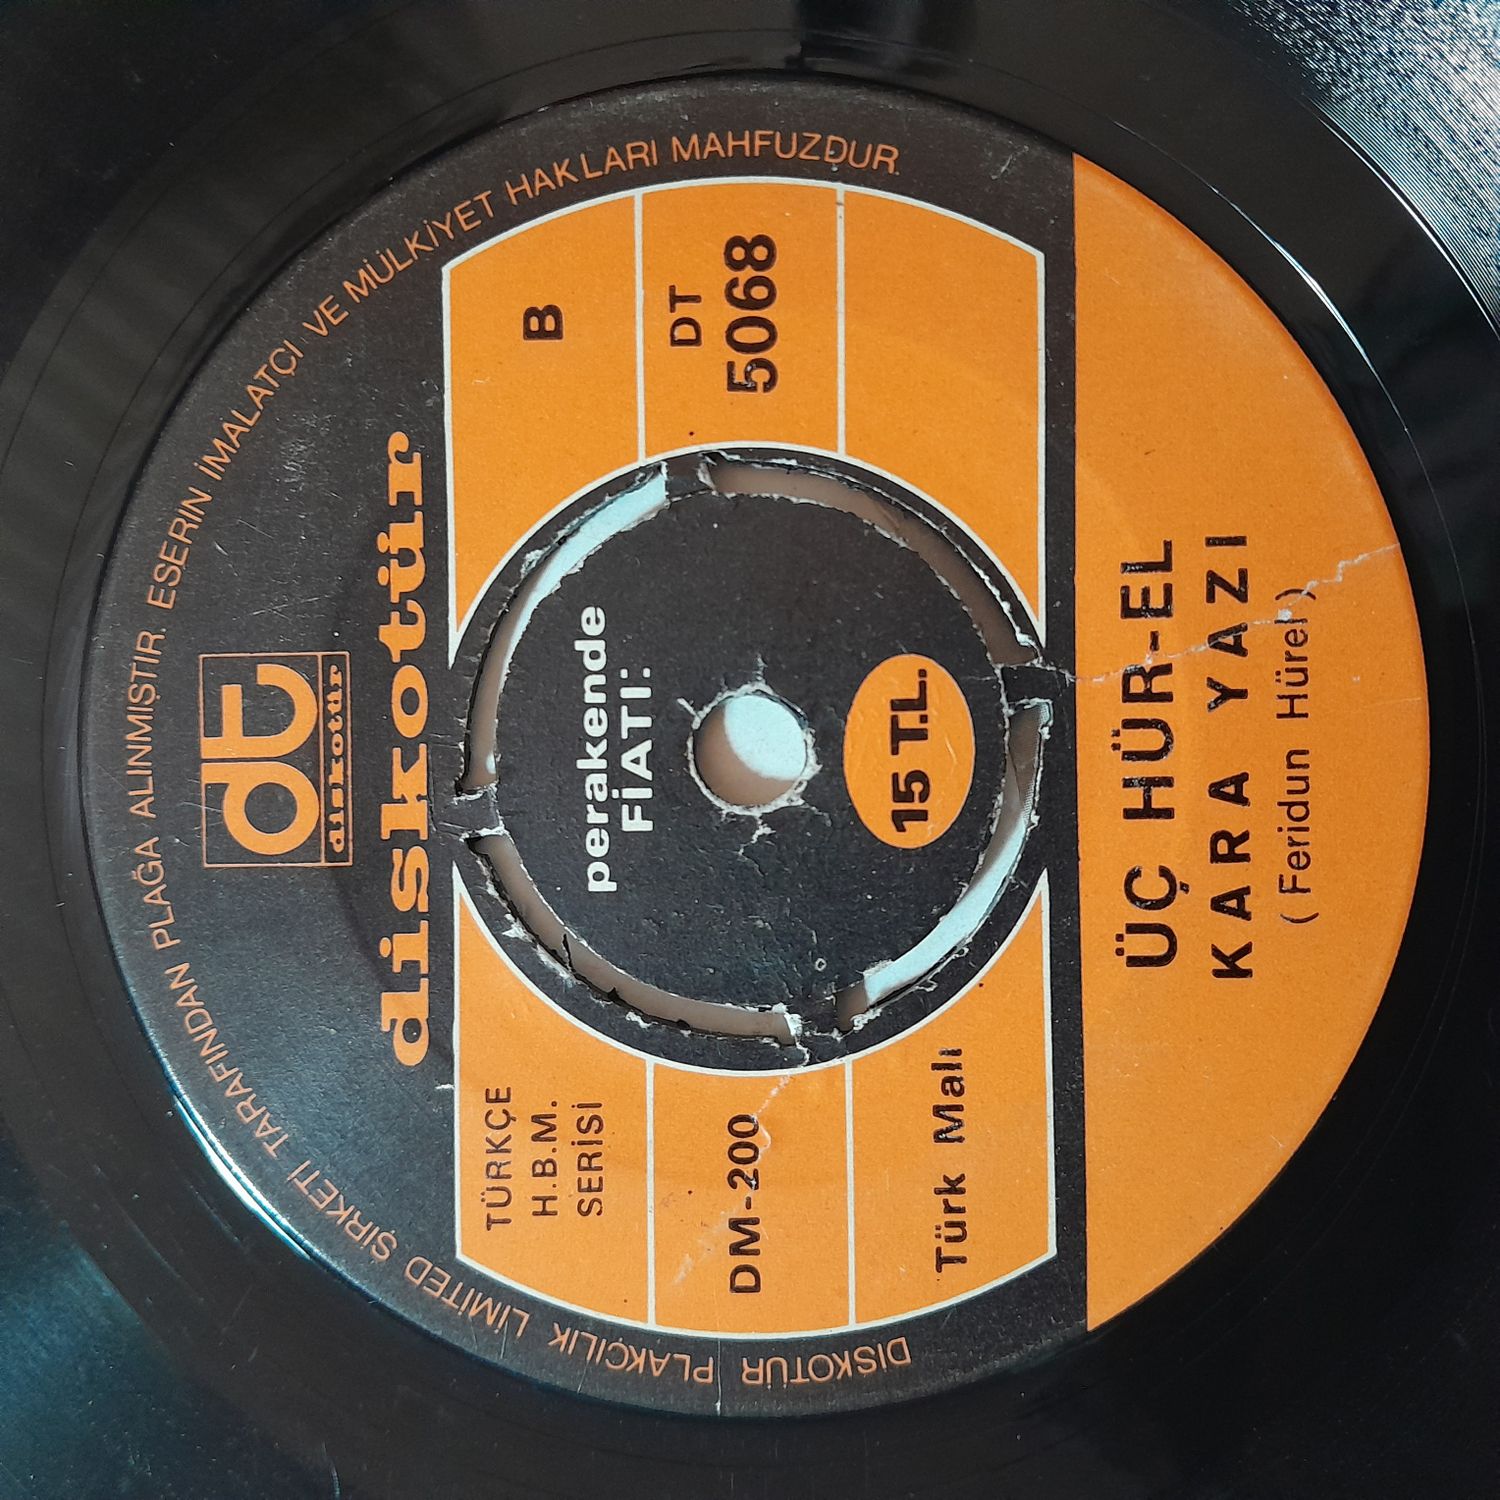 DİSKOTÜR PLAKÇILIK LİMİTED ŞİRKETİ TARAFINDAN PLAĞA ALINMIŞTIR. ESERİN İMALATÇI VE MÜLKİYET HAKLARI MAHFUZDUR.
dt
diskotür
diskotür
TÜRKÇE
H.B.M.
SERİSİ
B
perakende
FİATI:
DM-200
DT
5068
15 T.L.
Türk Malı
ÜÇ HÜR-EL
KARA YAZI
( Feridun Hürel )